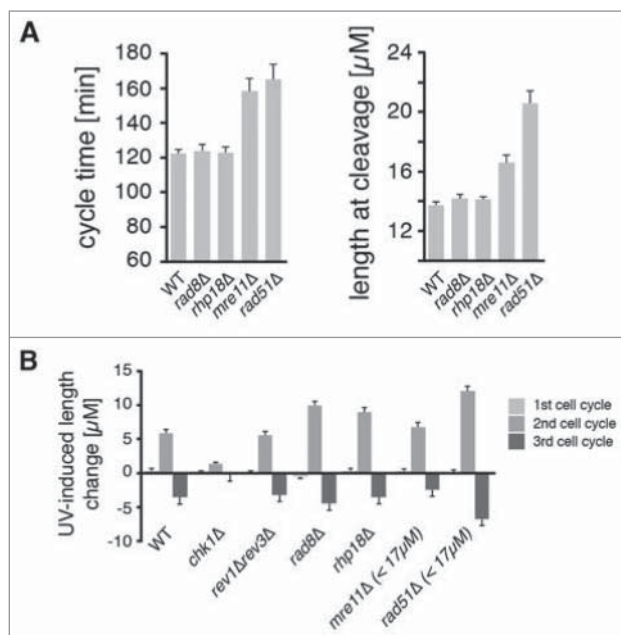 A
cycle time [min]
180
160
140
120
100
80
60
WT
rad8Δ
rhp18Δ
mre11Δ
rad51Δ
length at cleavage [µM]
24
20
16
12
WT
rad8Δ
rhp18Δ
mre11Δ
rad51Δ
B
UV-induced length
change [µM]
15
10
5
0
-5
-10
WT
chk1Δ
rev1Δrev3Δ
rad8Δ
rhp18Δ
mre11Δ (< 17µM)
rad51Δ (< 17µM)
1st cell cycle
2nd cell cycle
3rd cell cycle